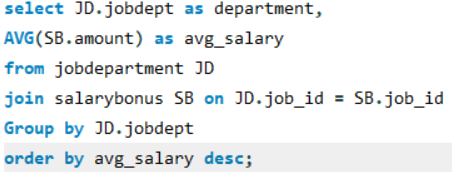 select JD.jobdept as department,
AVG(SB.amount) as avg_salary
from jobdepartment JD
join salarybonus SB on JD.job_id = SB.job_id
Group by JD.jobdept
order by avg_salary desc;